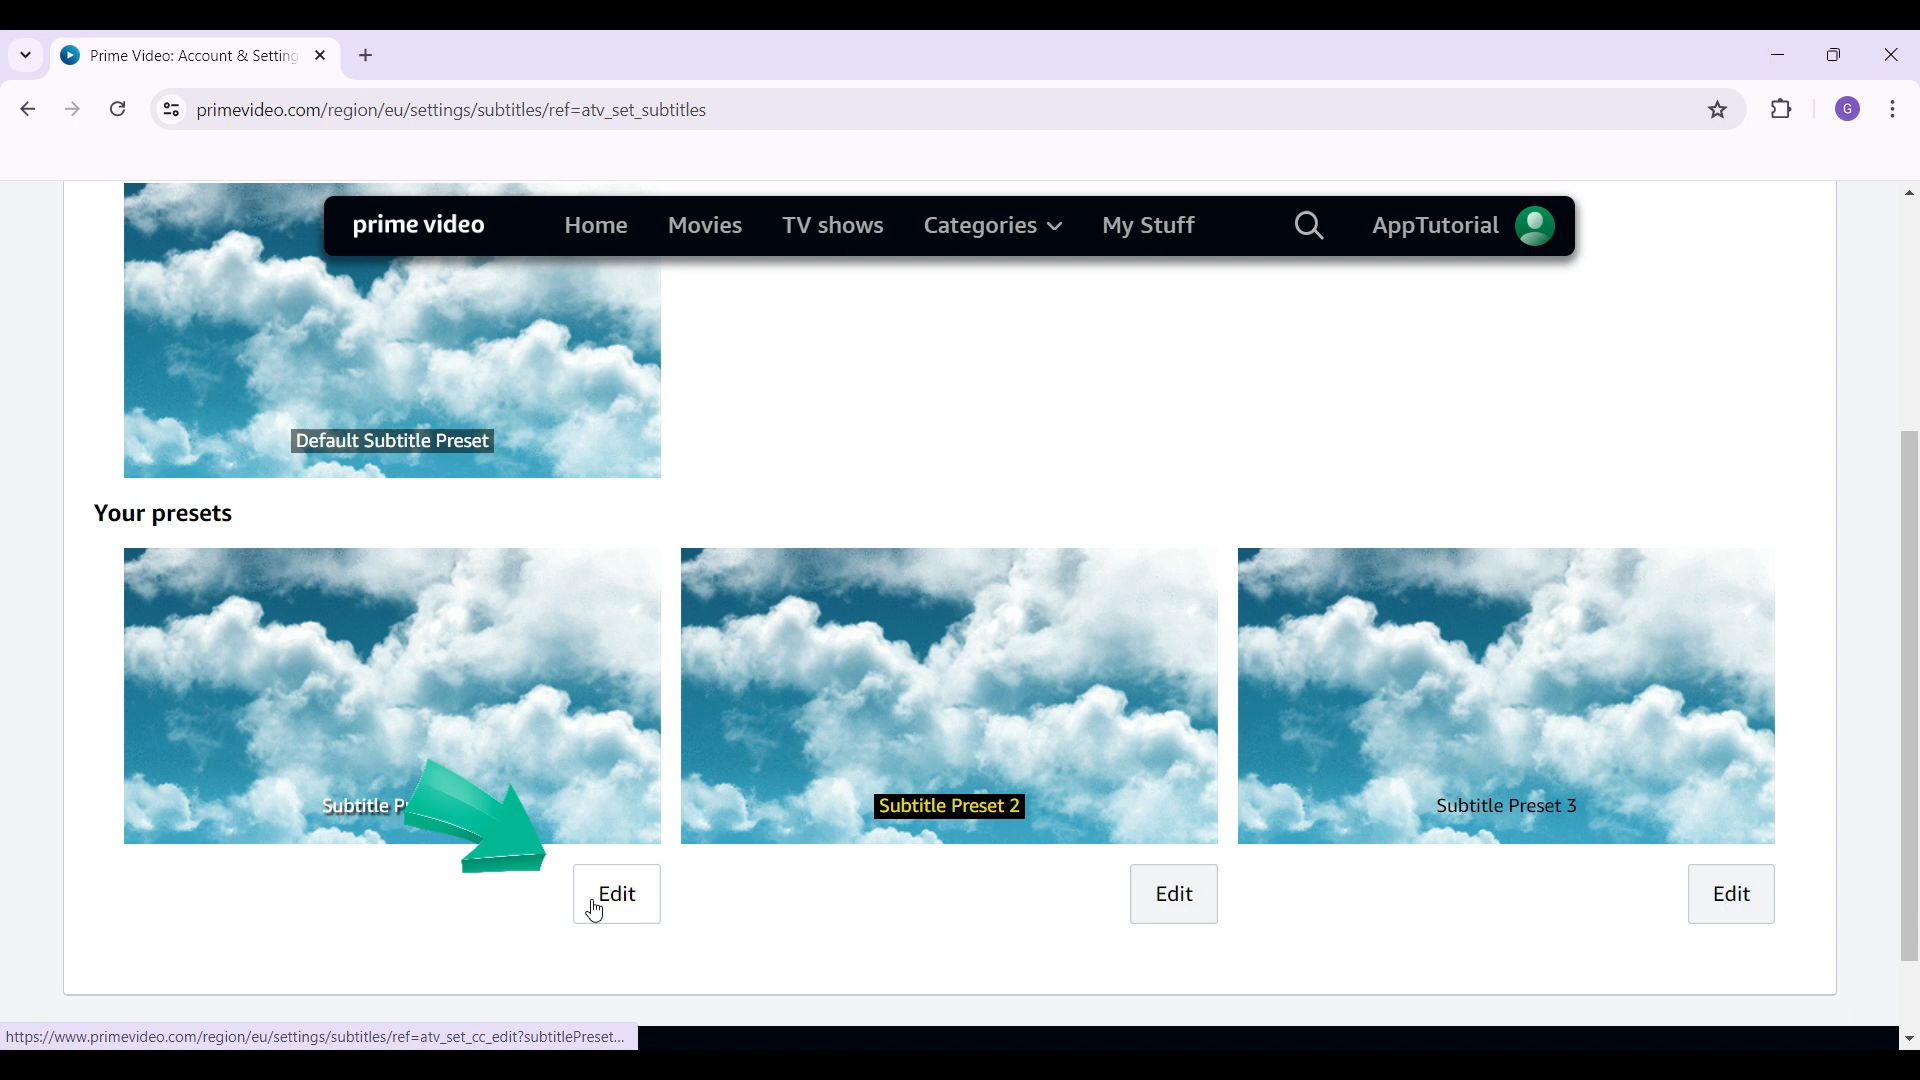 Prime Video: Account & Setting
primevideo.com/region/eu/settings/subtitles/ref=atv_set_subtitles
G
prime video Home Movies TV shows Categories My Stuff AppTutorial
Default Subtitle Preset
Your presets
Subtitle
Subtitle Preset 2
Subtitle Preset 3
Edit
Edit
Edit
https://www.primevideo.com/region/eu/settings/subtitles/ref=atv_set_cc_edit?subtitlePreset...